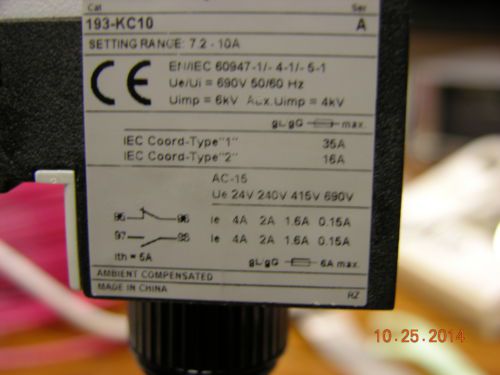 Cat Ser
193-KC10 A
SETTING RANGE: 7.2 - 10A
CE EN/IEC 60947-1/- 4-1/- 5-1
Ue/Ui = 690V 50/60 Hz
Uimp = 6kV Aux.Uimp = 4kV
gL/gG max.
IEC Coord-Type"1" 35A
IEC Coord-Type"2" 16A
AC-15
Ue 24V 240V 415V 690V
95 96 Ie 4A 2A 1.6A 0.15A
97 98 Ie 4A 2A 1.6A 0.15A
Ith = 5A gL/gG 6A max.
AMBIENT COMPENSATED
MADE IN CHINA RZ
10.25.2014